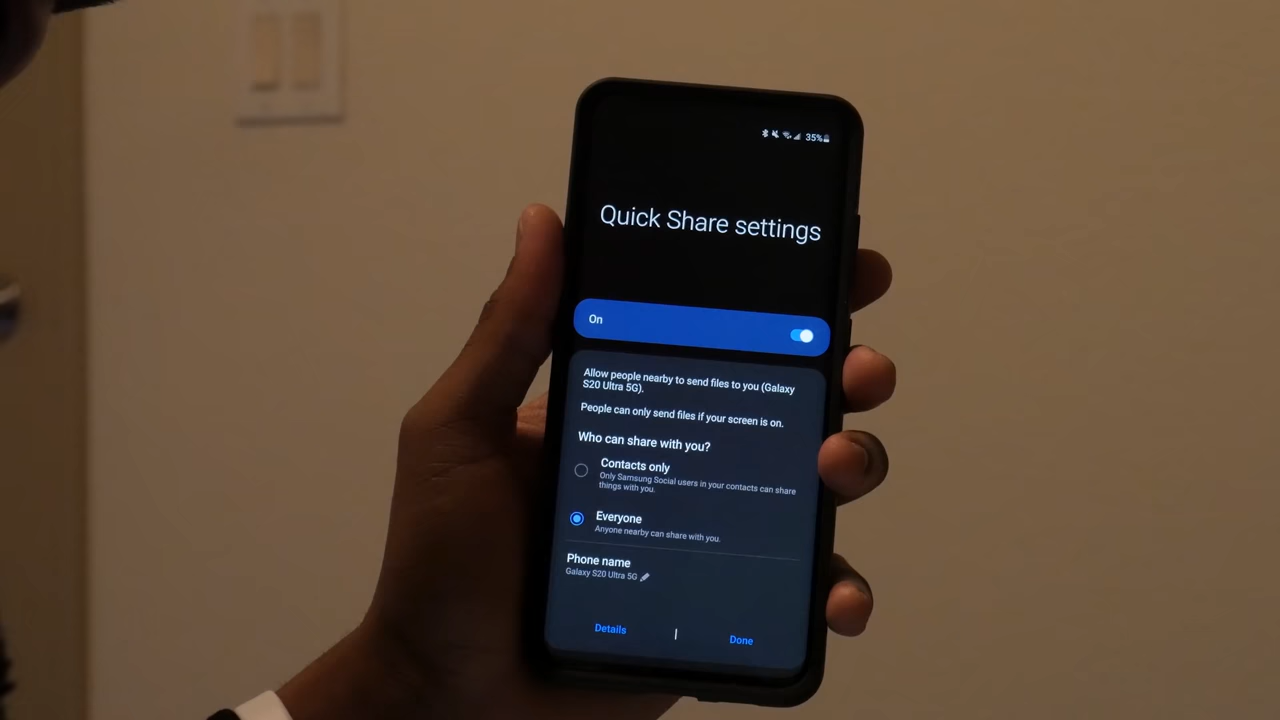 35%
Quick Share settings
On
Allow people nearby to send files to you (Galaxy
S20 Ultra 5G).
People can only send files if your screen is on.
Who can share with you?
Contacts only
Only Samsung Social users in your contacts can share
things with you.
Everyone
Anyone nearby can share with you.
Phone name
Galaxy S20 Ultra 5G
Details
Done